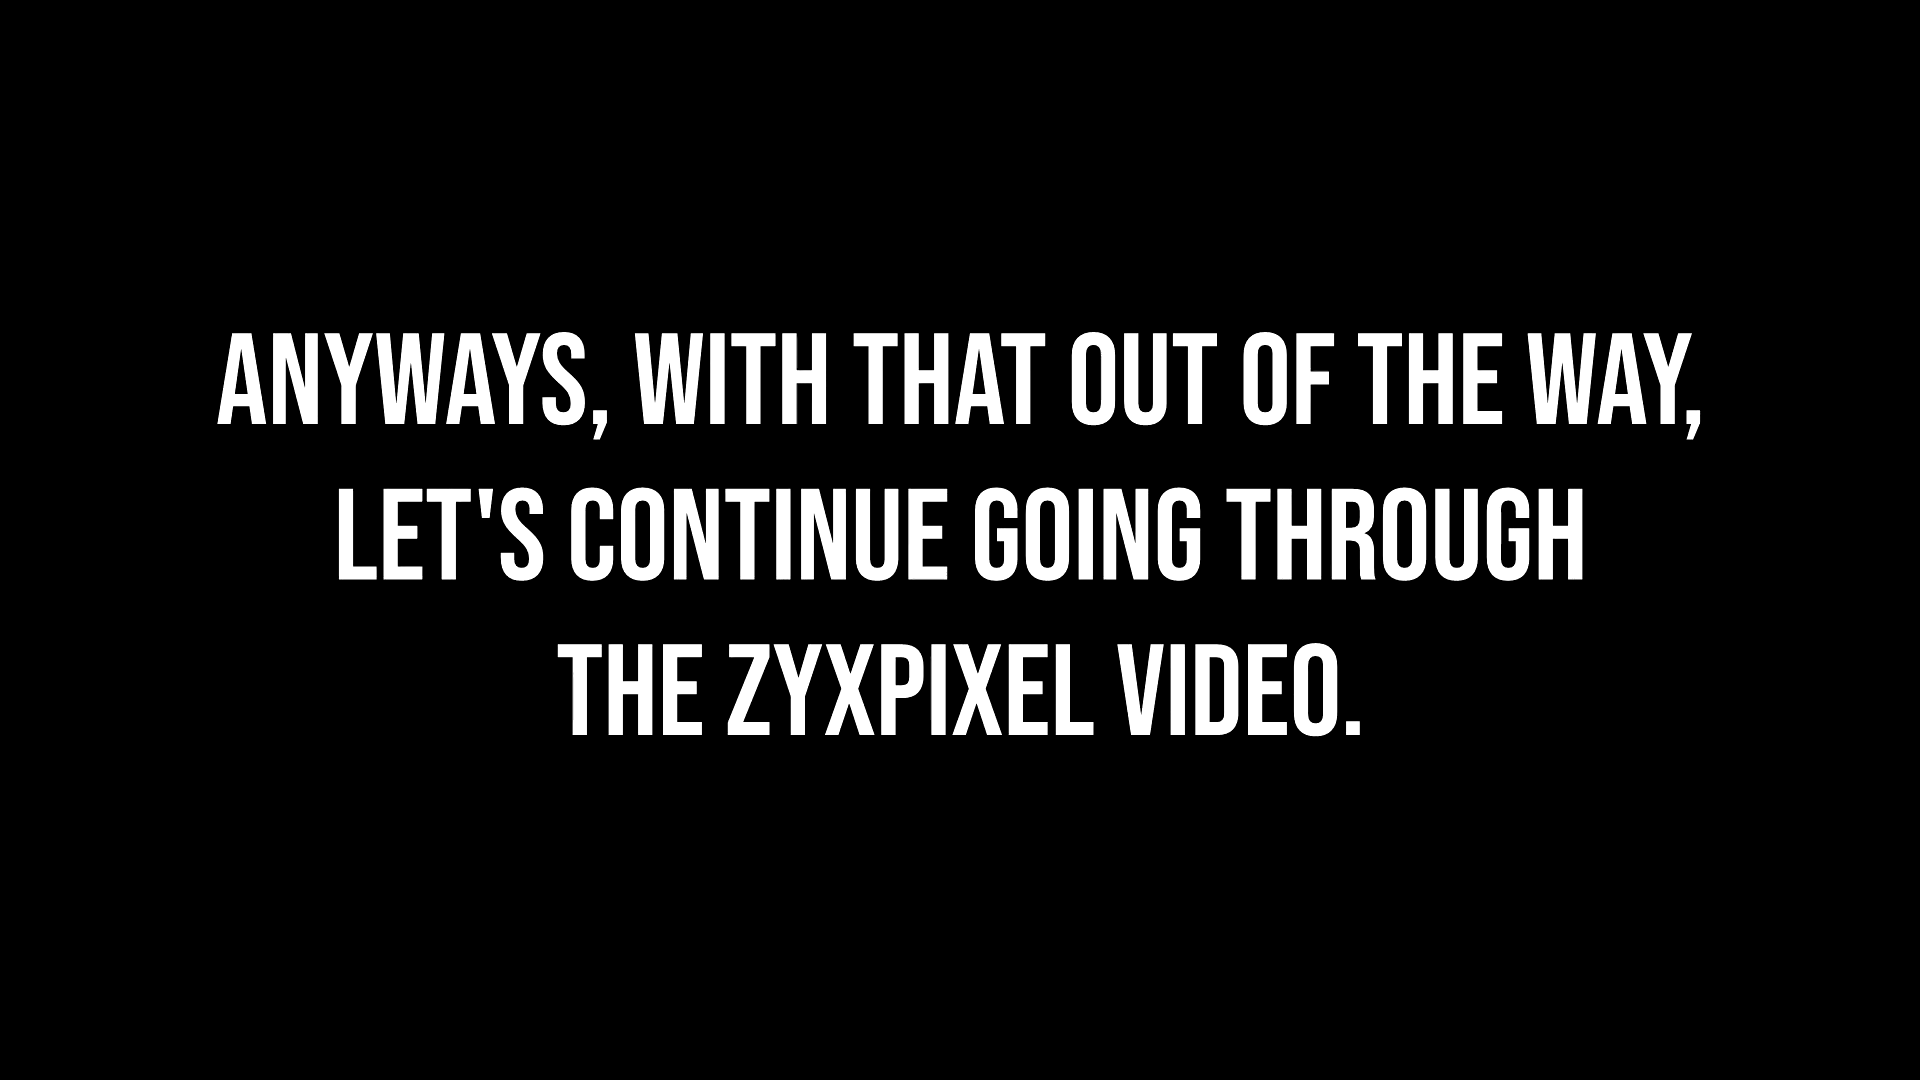 ANYWAYS, WITH THAT OUT OF THE WAY,
LET'S CONTINUE GOING THROUGH
THE ZYXPIXEL VIDEO.